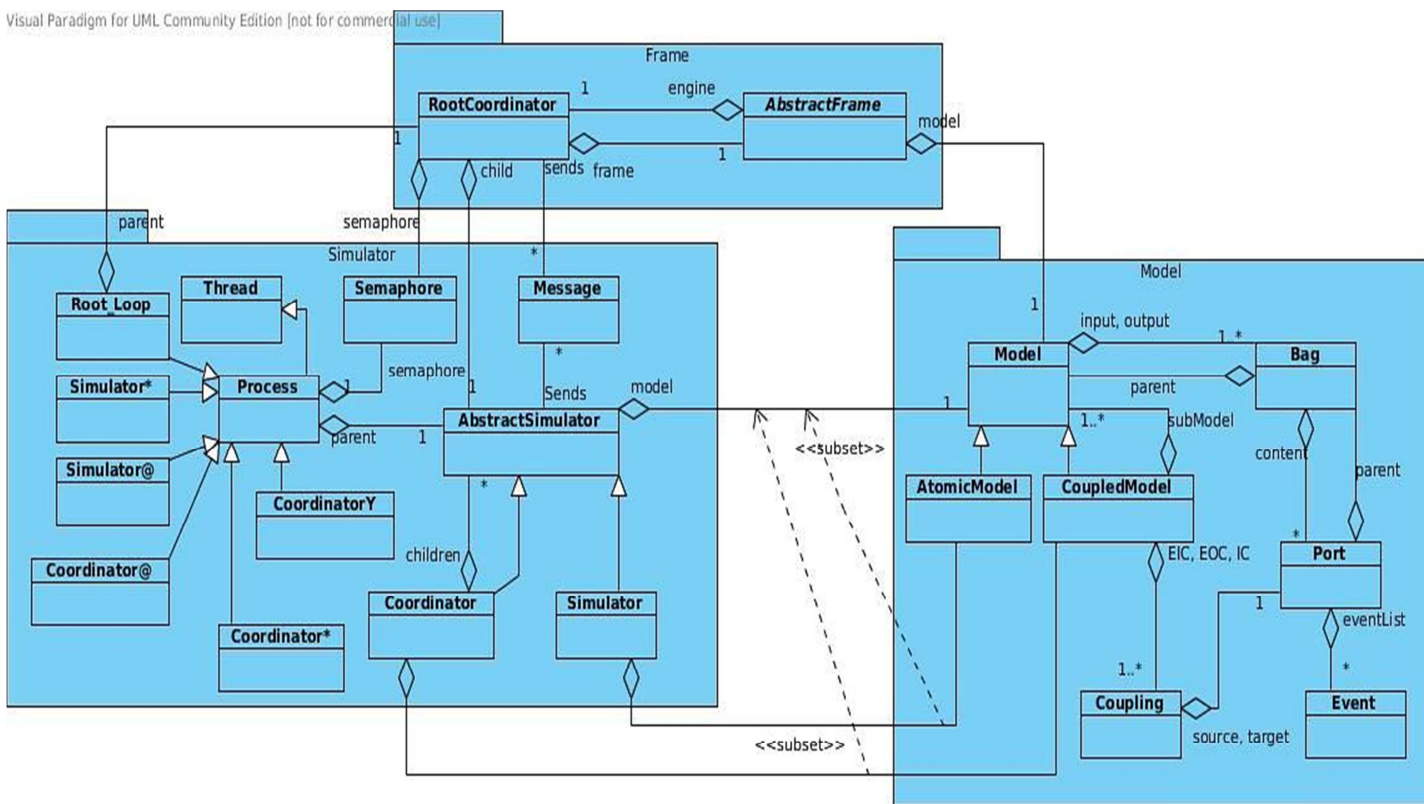 Visual Paradigm for UML Community Edition [not for commercial use]
Frame
RootCoordinator
1
engine
AbstractFrame
model
1
child
sends
frame
1
parent
semaphore
Simulator
*
Root_Loop
Thread
Semaphore
Message
*
Simulator*
Process
1
semaphore
1
Sends
model
parent
1
AbstractSimulator
1
*
Simulator@
CoordinatorY
children
Coordinator@
Coordinator
Simulator
Coordinator*
<<subset>>
<<subset>>
Model
1
input, output
1..*
Model
Bag
parent
1..*
subModel
content
parent
AtomicModel
CoupledModel
*
EIC, EOC, IC
Port
1
eventList
1..*
*
Coupling
Event
source, target